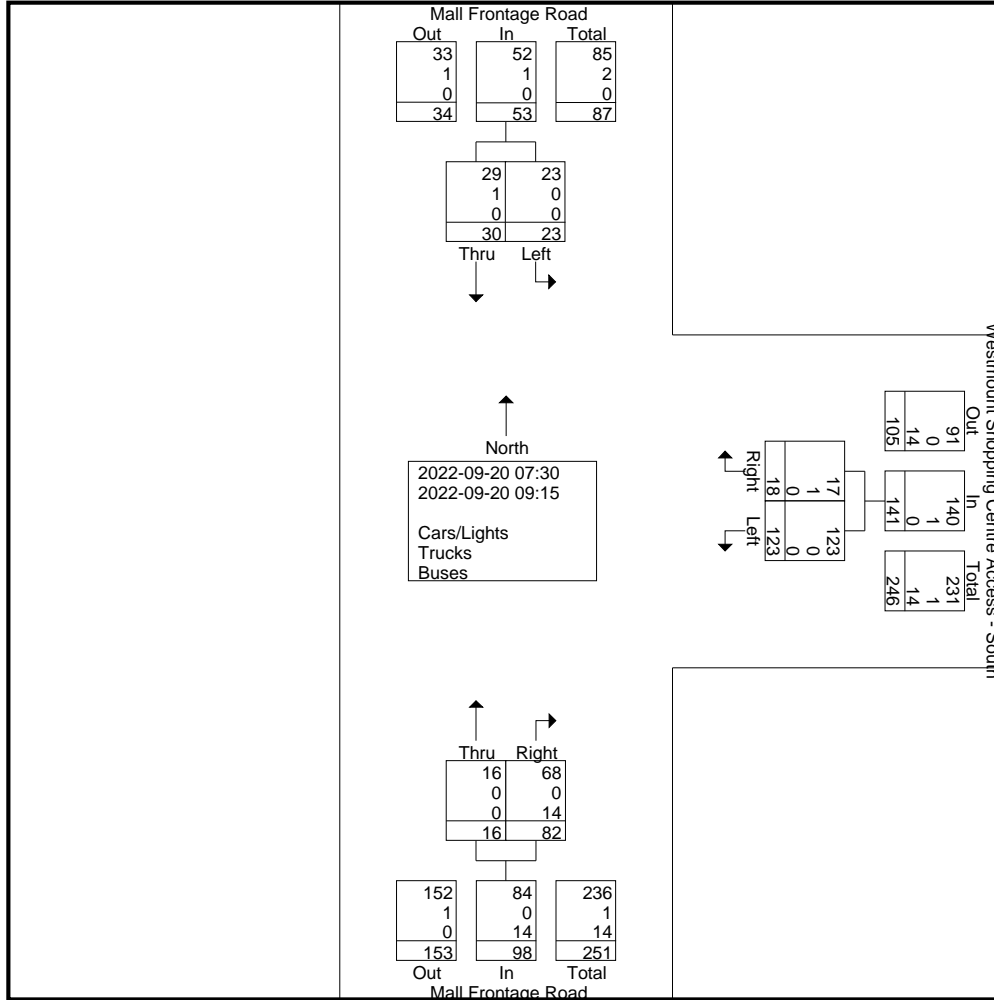 Mall Frontage Road
Out In Total
33 52 85
1 1 2
0 0 0
34 53 87
29 23
1 0
0 0
30 23
Thru Left
Westmount Shopping Centre Access - South
Out In Total
91 140 231
0 1 1
14 0 14
105 141 246
17 123
1 0
0 0
18 123
Right Left
North
2022-09-20 07:30
2022-09-20 09:15
Cars/Lights
Trucks
Buses
Thru Right
16 68
0 0
0 14
16 82
152 84 236
1 0 1
0 14 14
153 98 251
Out In Total
Mall Frontage Road